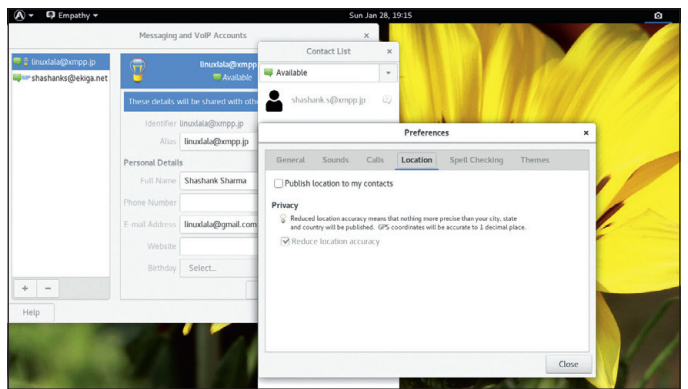 Empathy
Sun Jan 28, 19:15
Messaging and VoIP Accounts
×
linuxlala@xmpp.jp
shashanks@ekiga.net
linuxlala@xmpp
Available
These details will be shared with othe
Identifier linuxlala@xmpp.jp
Alias linuxlala@xmpp.jp
Personal Details
Full Name Shashank Sharma
Phone Number
E-mail Address linuxlala@gmail.com
Website
Birthday Select...
+ −
Help
Contact List
×
Available
shashank.s@xmpp.jp
Preferences
×
General Sounds Calls Location Spell Checking Themes
Publish location to my contacts
Privacy
Reduced location accuracy means that nothing more precise than your city, state
and country will be published. GPS coordinates will be accurate to 1 decimal place.
Reduce location accuracy
Close